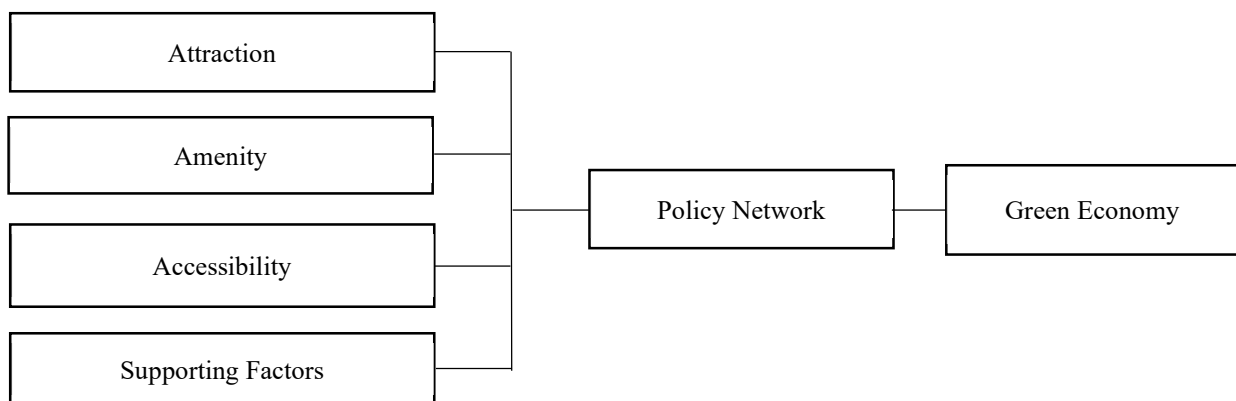 Attraction
Amenity
Accessibility
Supporting Factors
Policy Network
Green Economy